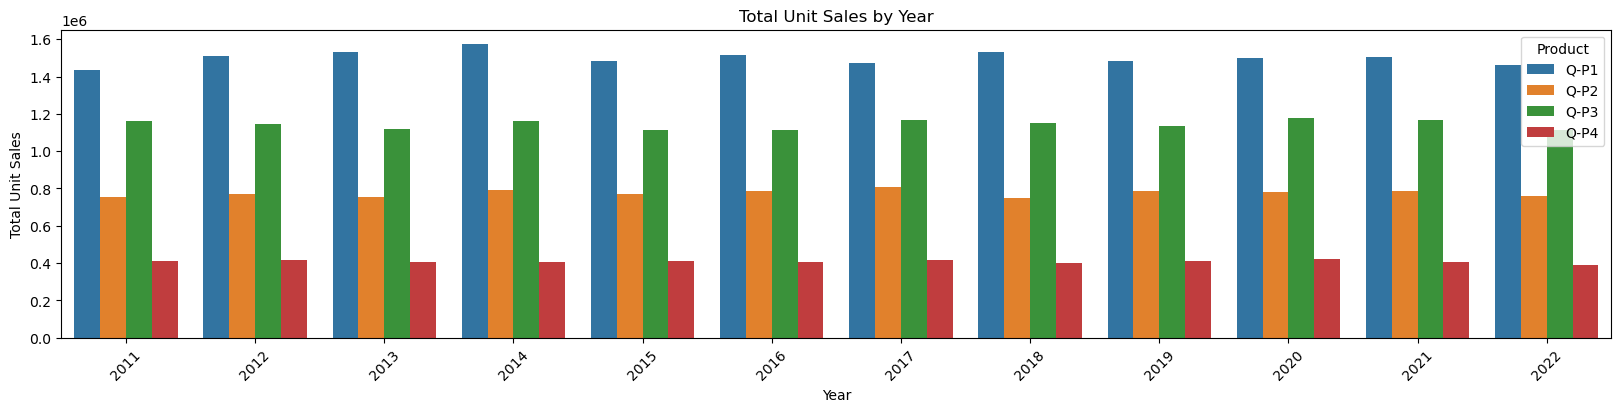 Total Unit Sales by Year
1e6
1.6
1.4
1.2
1.0
0.8
0.6
0.4
0.2
0.0
Total Unit Sales
Product
Q-P1
Q-P2
Q-P3
Q-P4
2011
2012
2013
2014
2015
2016
2017
2018
2019
2020
2021
2022
Year